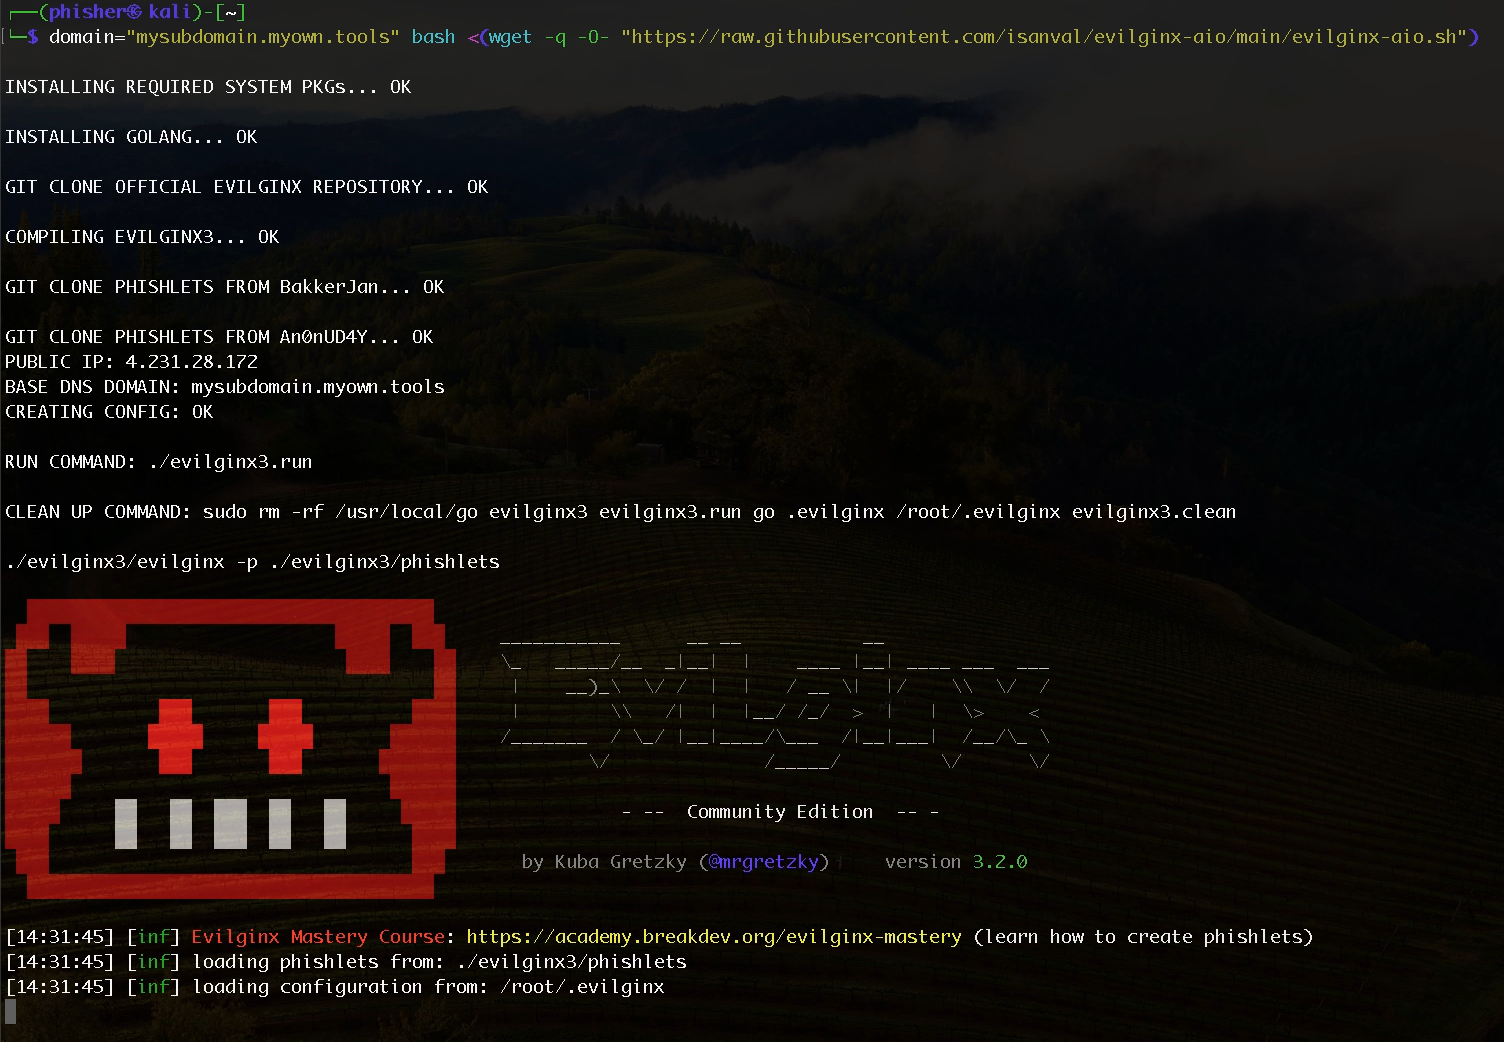 ┌──(phisher㉿kali)-[~]
└─$ domain="mysubdomain.myown.tools" bash <(wget -q -O- "https://raw.githubusercontent.com/isanval/evilginx-aio/main/evilginx-aio.sh")
INSTALLING REQUIRED SYSTEM PKGs... OK
INSTALLING GOLANG... OK
GIT CLONE OFFICIAL EVILGINX REPOSITORY... OK
COMPILING EVILGINX3... OK
GIT CLONE PHISHLETS FROM BakkerJan... OK
GIT CLONE PHISHLETS FROM An0nUD4Y... OK
PUBLIC IP: 4.231.28.172
BASE DNS DOMAIN: mysubdomain.myown.tools
CREATING CONFIG: OK
RUN COMMAND: ./evilginx3.run
CLEAN UP COMMAND: sudo rm -rf /usr/local/go evilginx3 evilginx3.run go .evilginx /root/.evilginx evilginx3.clean
./evilginx3/evilginx -p ./evilginx3/phishlets
Evilginx
- -- Community Edition -- -
by Kuba Gretzky (@mrgretzky) version 3.2.0
[14:31:45] [inf] Evilginx Mastery Course: https://academy.breakdev.org/evilginx-mastery (learn how to create phishlets)
[14:31:45] [inf] loading phishlets from: ./evilginx3/phishlets
[14:31:45] [inf] loading configuration from: /root/.evilginx